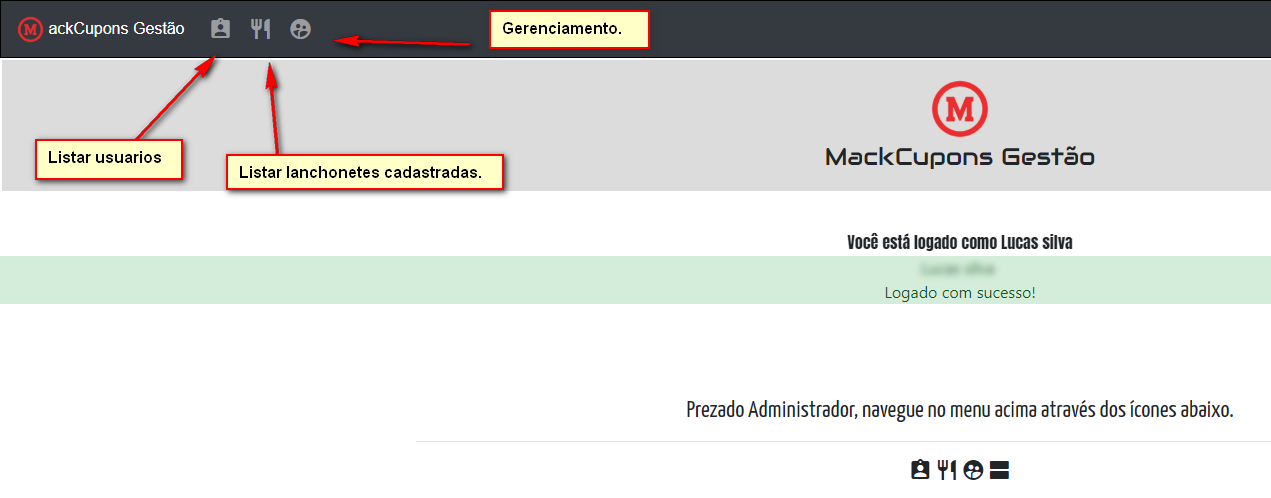 M ackCupons Gestão
Gerenciamento.
Listar usuarios
Listar lanchonetes cadastradas.
M
MackCupons Gestão
Você está logado como Lucas silva
Logado com sucesso!
Prezado Administrador, navegue no menu acima através dos ícones abaixo.